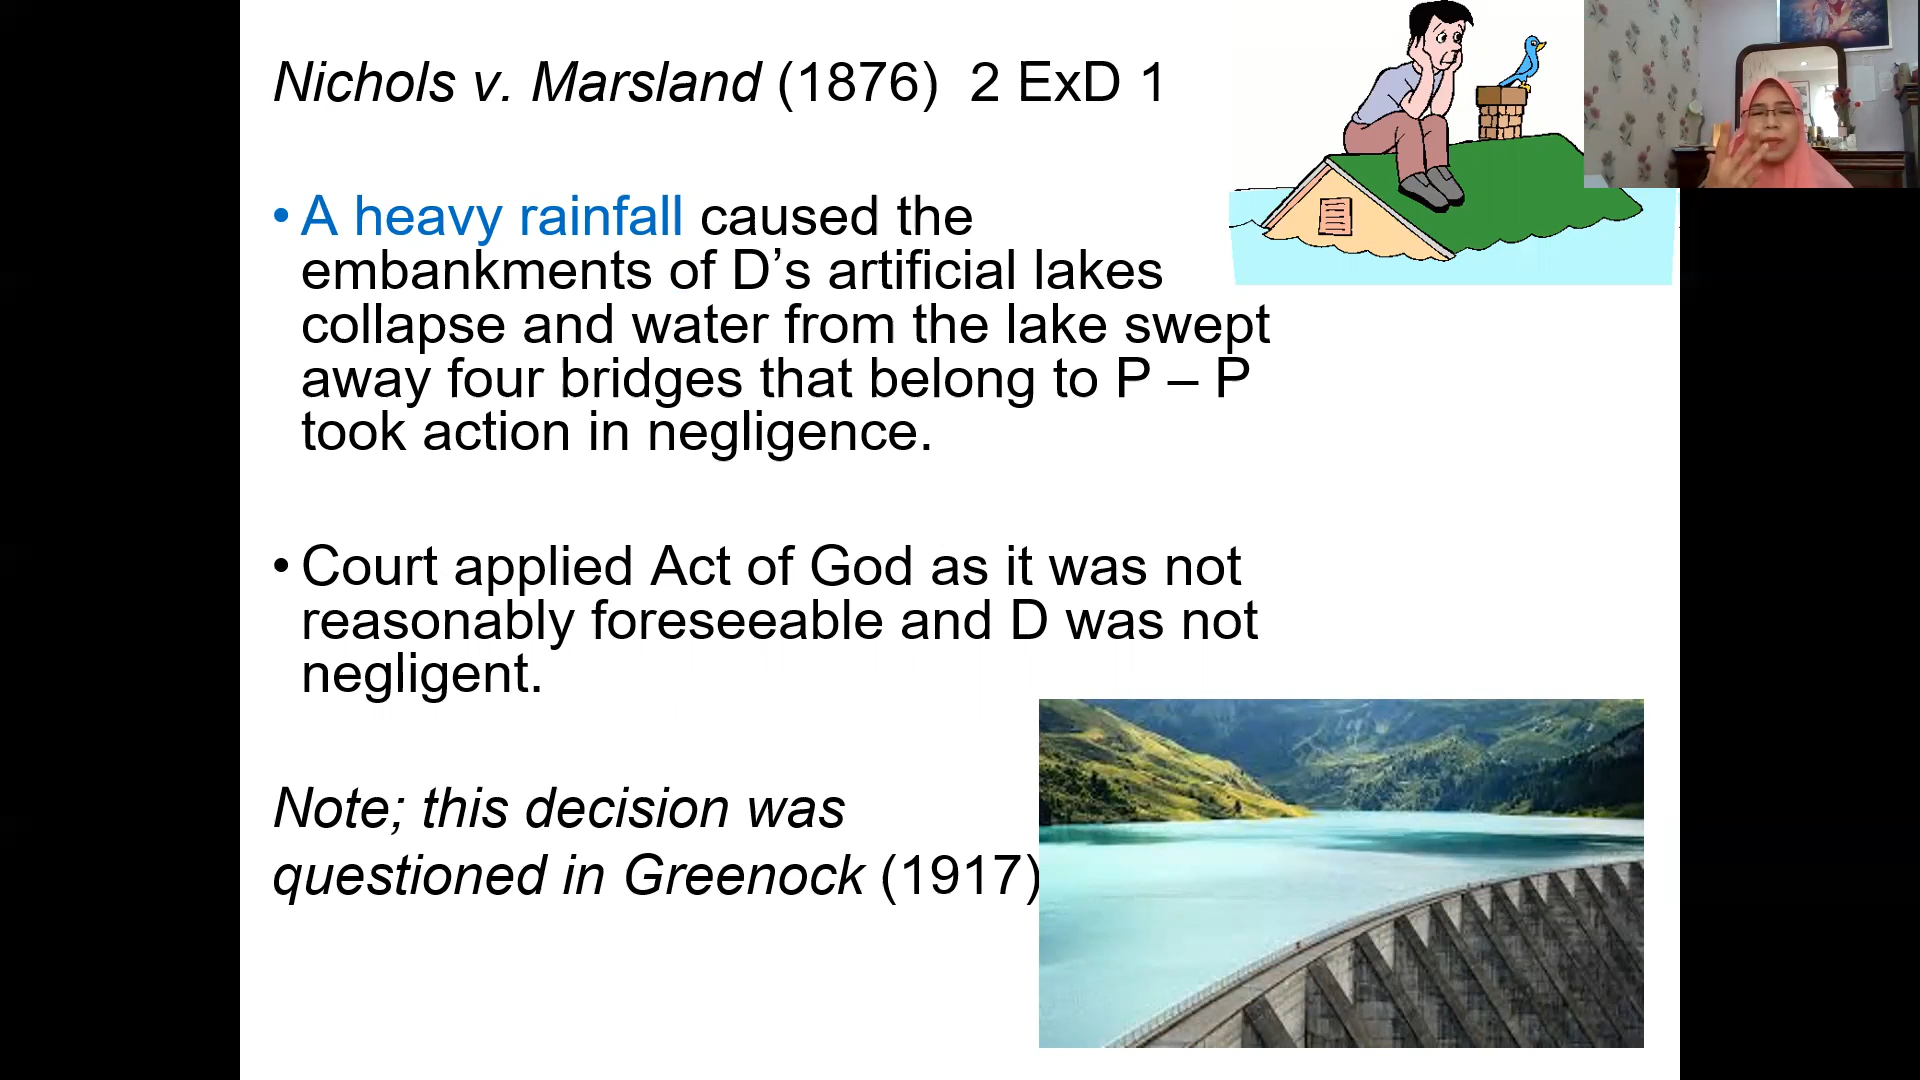 Nichols v. Marsland (1876) 2 ExD 1
• A heavy rainfall caused the
embankments of D’s artificial lakes
collapse and water from the lake swept
away four bridges that belong to P – P
took action in negligence.
• Court applied Act of God as it was not
reasonably foreseeable and D was not
negligent.
Note; this decision was
questioned in Greenock (1917)